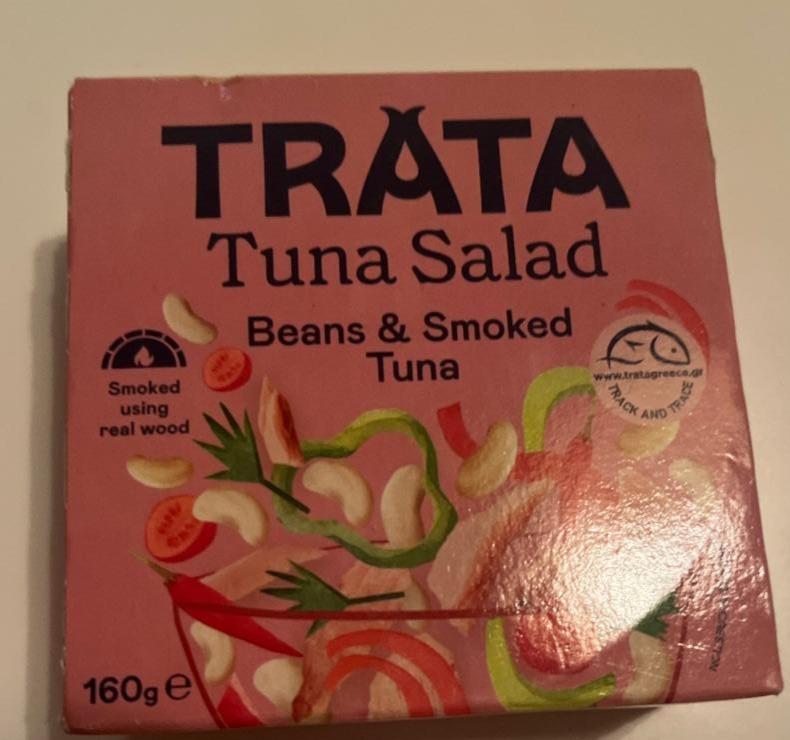 TRATA
Tuna Salad
Beans & Smoked
Tuna
Smoked
using
real wood
www.tratagreece.gr
TRACK AND TRACE
160g ℮